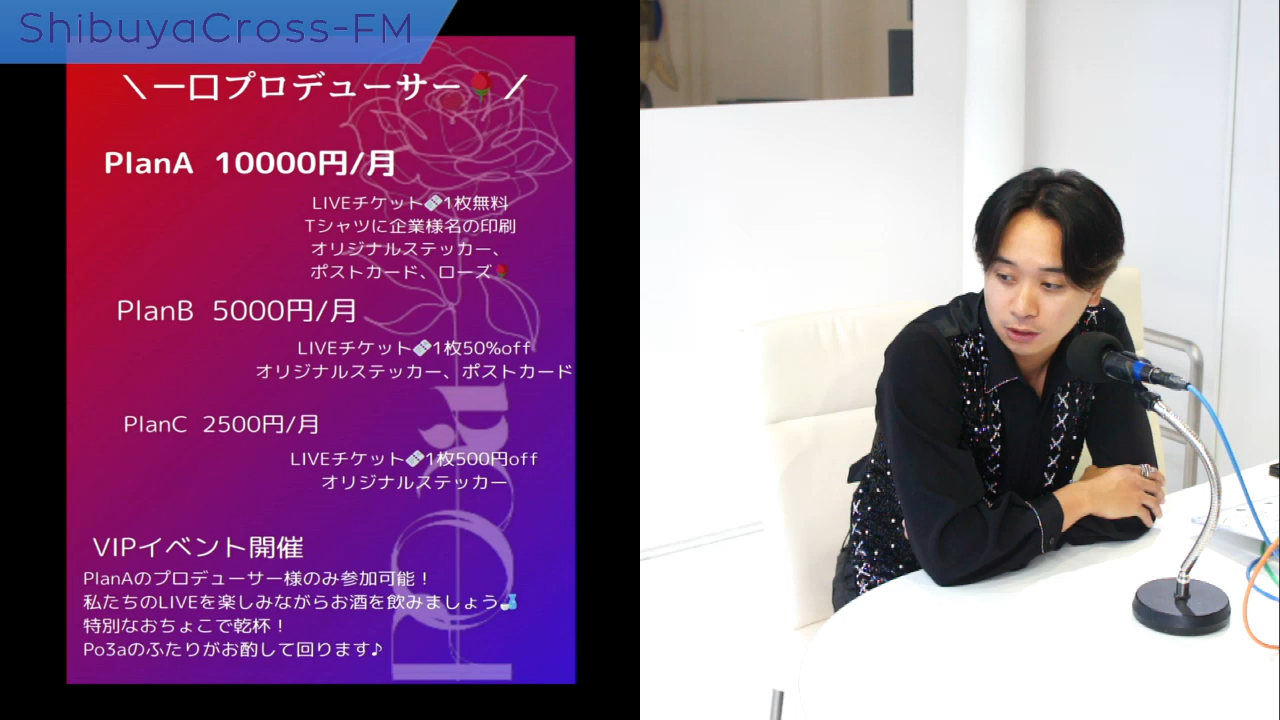 ShibuyaCross-FM
＼一口プロデューサー🌹／
PlanA 10000円/月
LIVEチケット🎫1枚無料
Tシャツに企業様名の印刷
オリジナルステッカー、
ポストカード、ローズ🌹
PlanB 5000円/月
LIVEチケット🎫1枚50%off
オリジナルステッカー、ポストカード
PlanC 2500円/月
LIVEチケット🎫1枚500円off
オリジナルステッカー
VIPイベント開催
PlanAのプロデューサー様のみ参加可能！
私たちのLIVEを楽しみながらお酒を飲みましょう🍶
特別なおちょこで乾杯！
Po3aのふたりがお酌して回ります♪